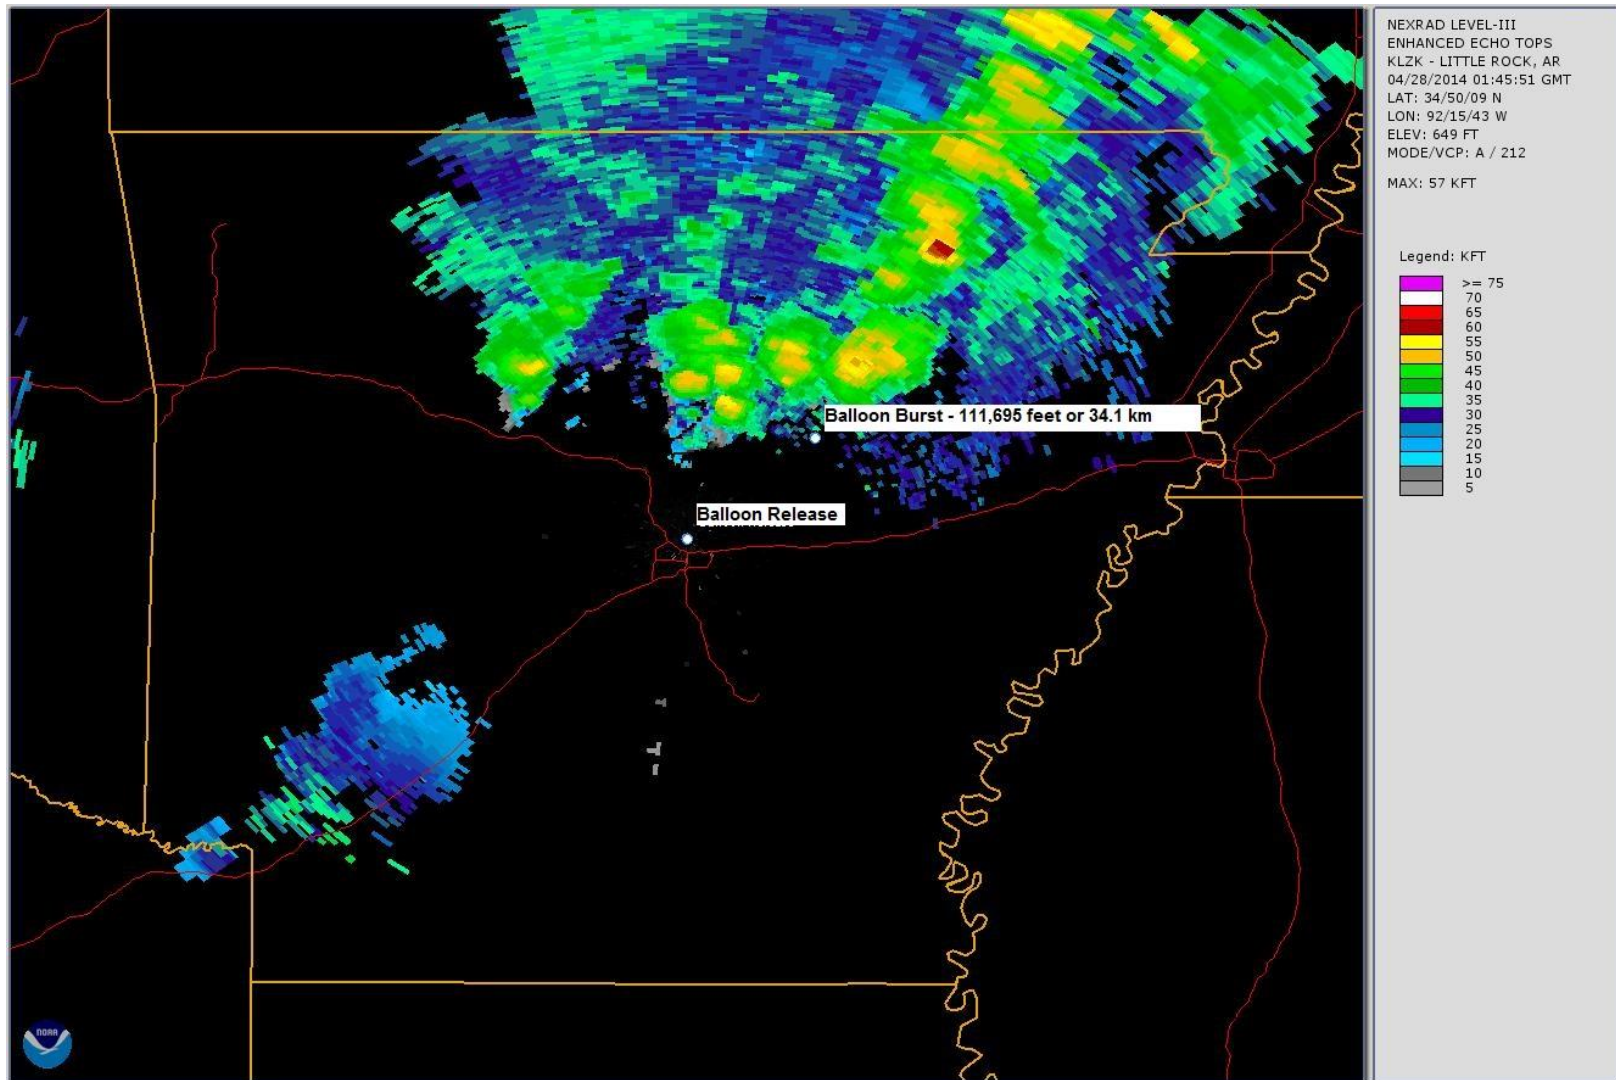 NEXRAD LEVEL-III
ENHANCED ECHO TOPS
KLZK - LITTLE ROCK, AR
04/28/2014 01:45:51 GMT
LAT: 34/50/09 N
LON: 92/15/43 W
ELEV: 649 FT
MODE/VCP: A / 212
MAX: 57 KFT
Legend: KFT
>= 75
70
65
60
55
50
45
40
35
30
25
20
15
10
5
Balloon Burst - 111,695 feet or 34.1 km
Balloon Release
NOAA